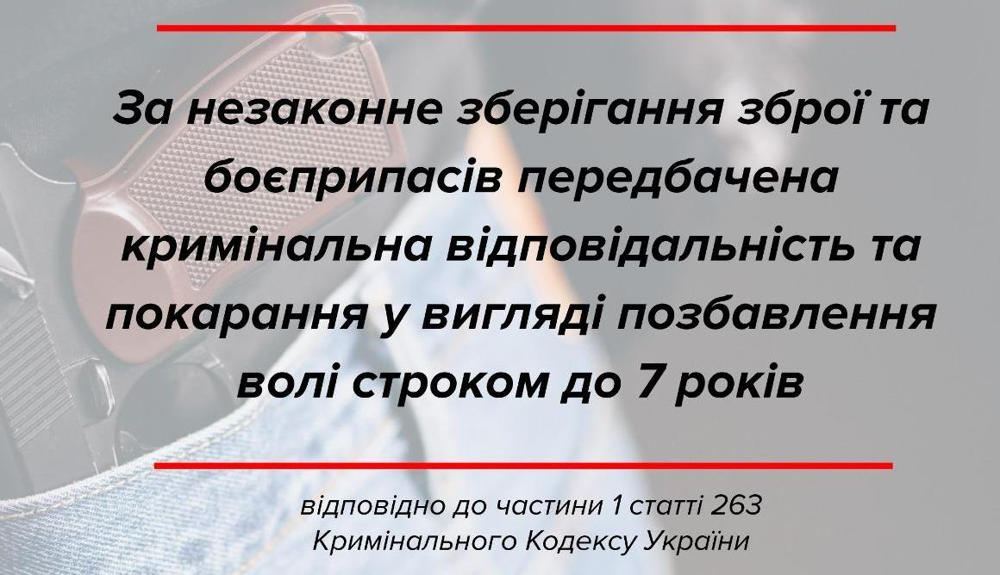 За незаконне зберігання зброї та
боєприпасів передбачена
кримінальна відповідальність та
покарання у вигляді позбавлення
волі строком до 7 років
відповідно до частини 1 статті 263
Кримінального Кодексу України